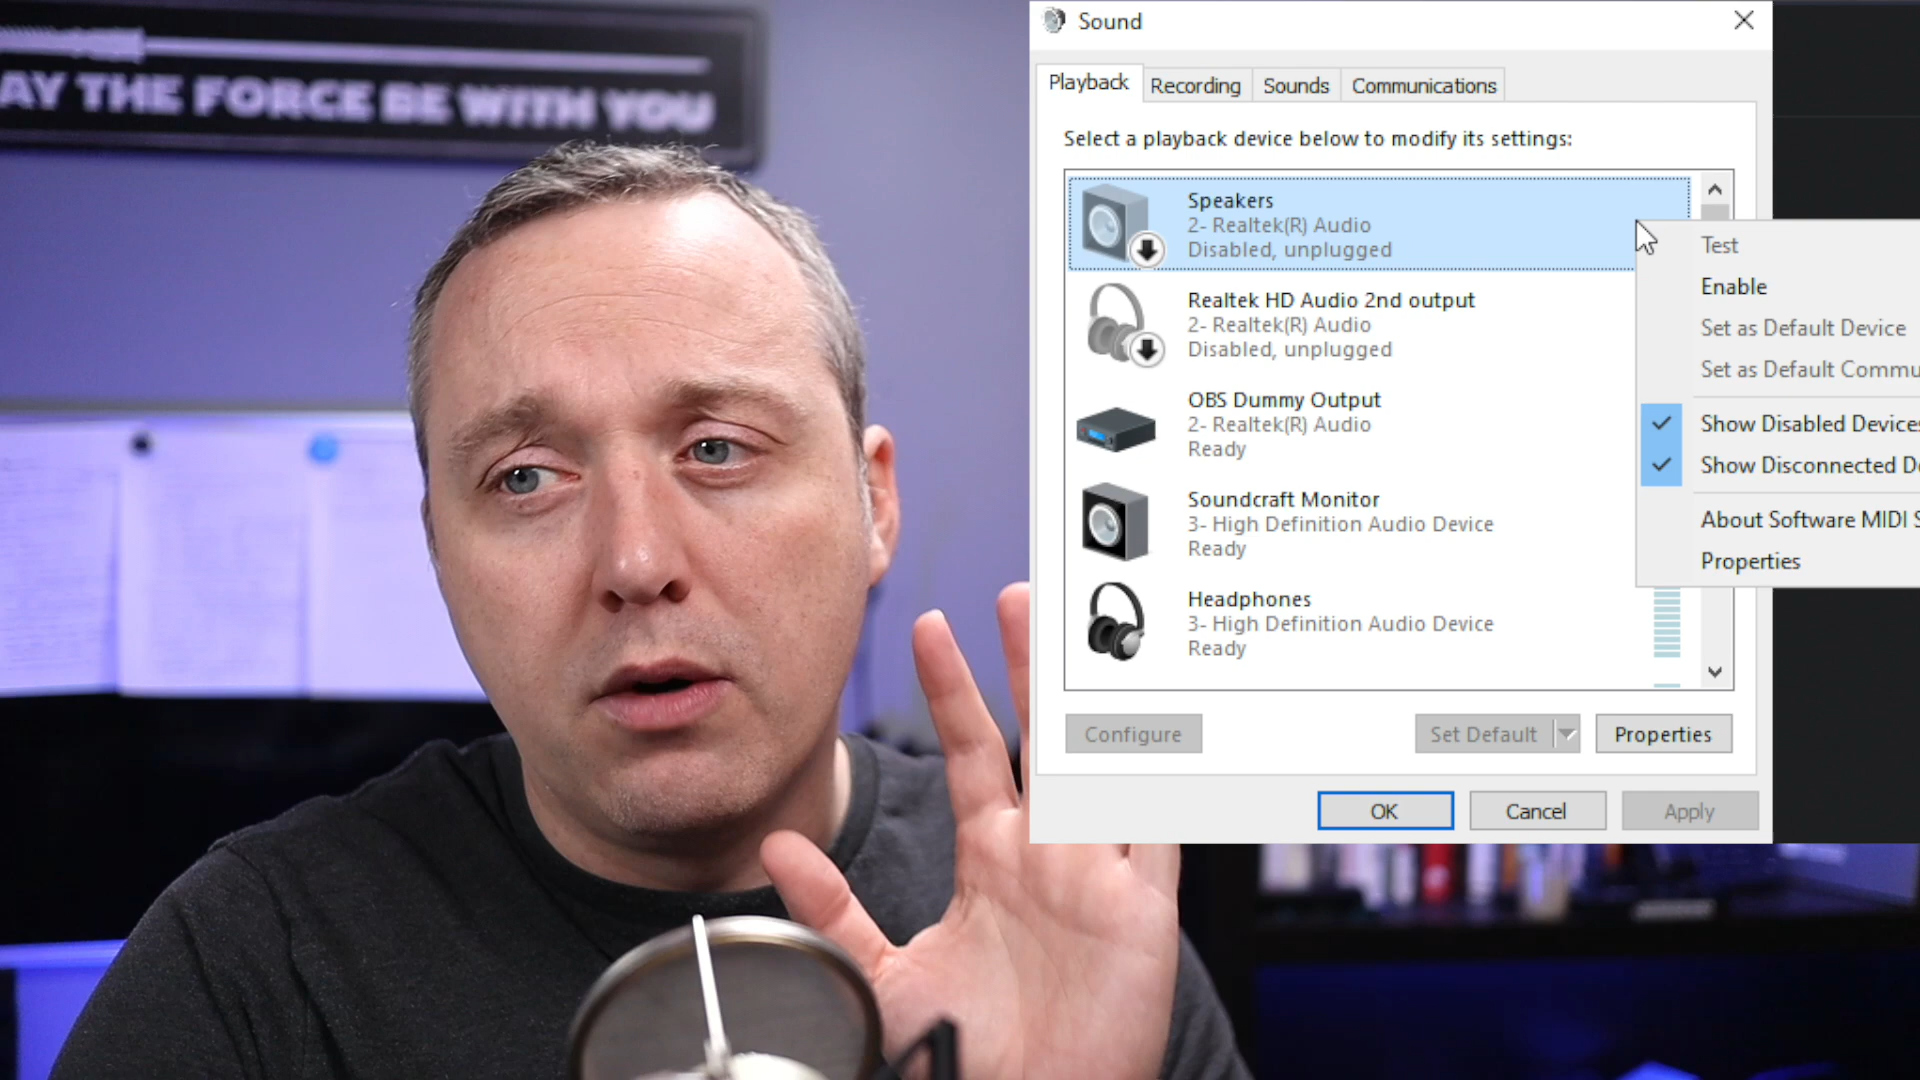 AY THE FORCE BE WITH YOU
Sound
Playback
Recording
Sounds
Communications
Select a playback device below to modify its settings:
Speakers
2- Realtek(R) Audio
Disabled, unplugged
Realtek HD Audio 2nd output
2- Realtek(R) Audio
Disabled, unplugged
OBS Dummy Output
2- Realtek(R) Audio
Ready
Soundcraft Monitor
3- High Definition Audio Device
Ready
Headphones
3- High Definition Audio Device
Ready
Test
Enable
Set as Default Device
Set as Default Commu
Show Disabled Devices
Show Disconnected De
About Software MIDI S
Properties
Configure
Set Default
Properties
OK
Cancel
Apply